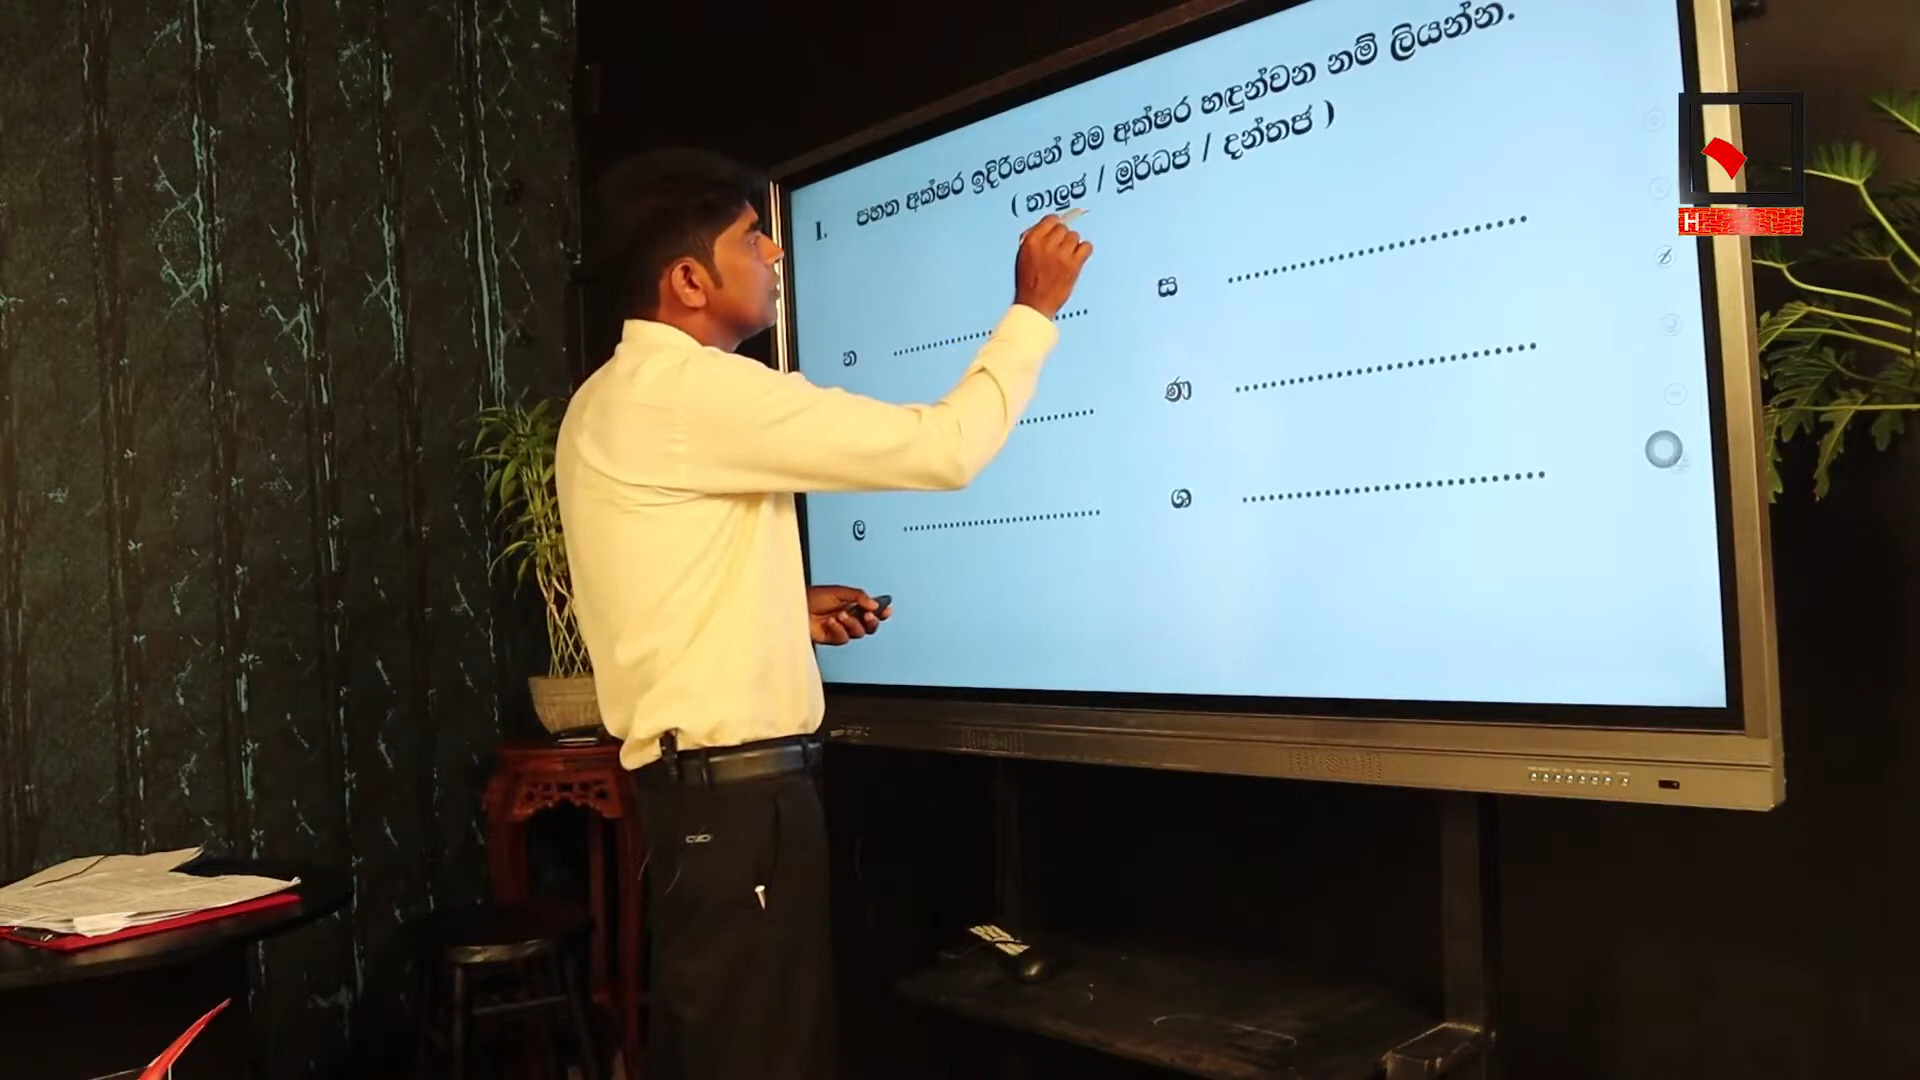 I. පහත අක්ෂර ඉදිරියෙන් එම අක්ෂර හඳුන්වන නම් ලියන්න.
( තාලුජ / මූර්ධජ / දන්තජ )
න ........................ ස ........................
........................ ණ ........................
ල ........................ ශ ........................
H